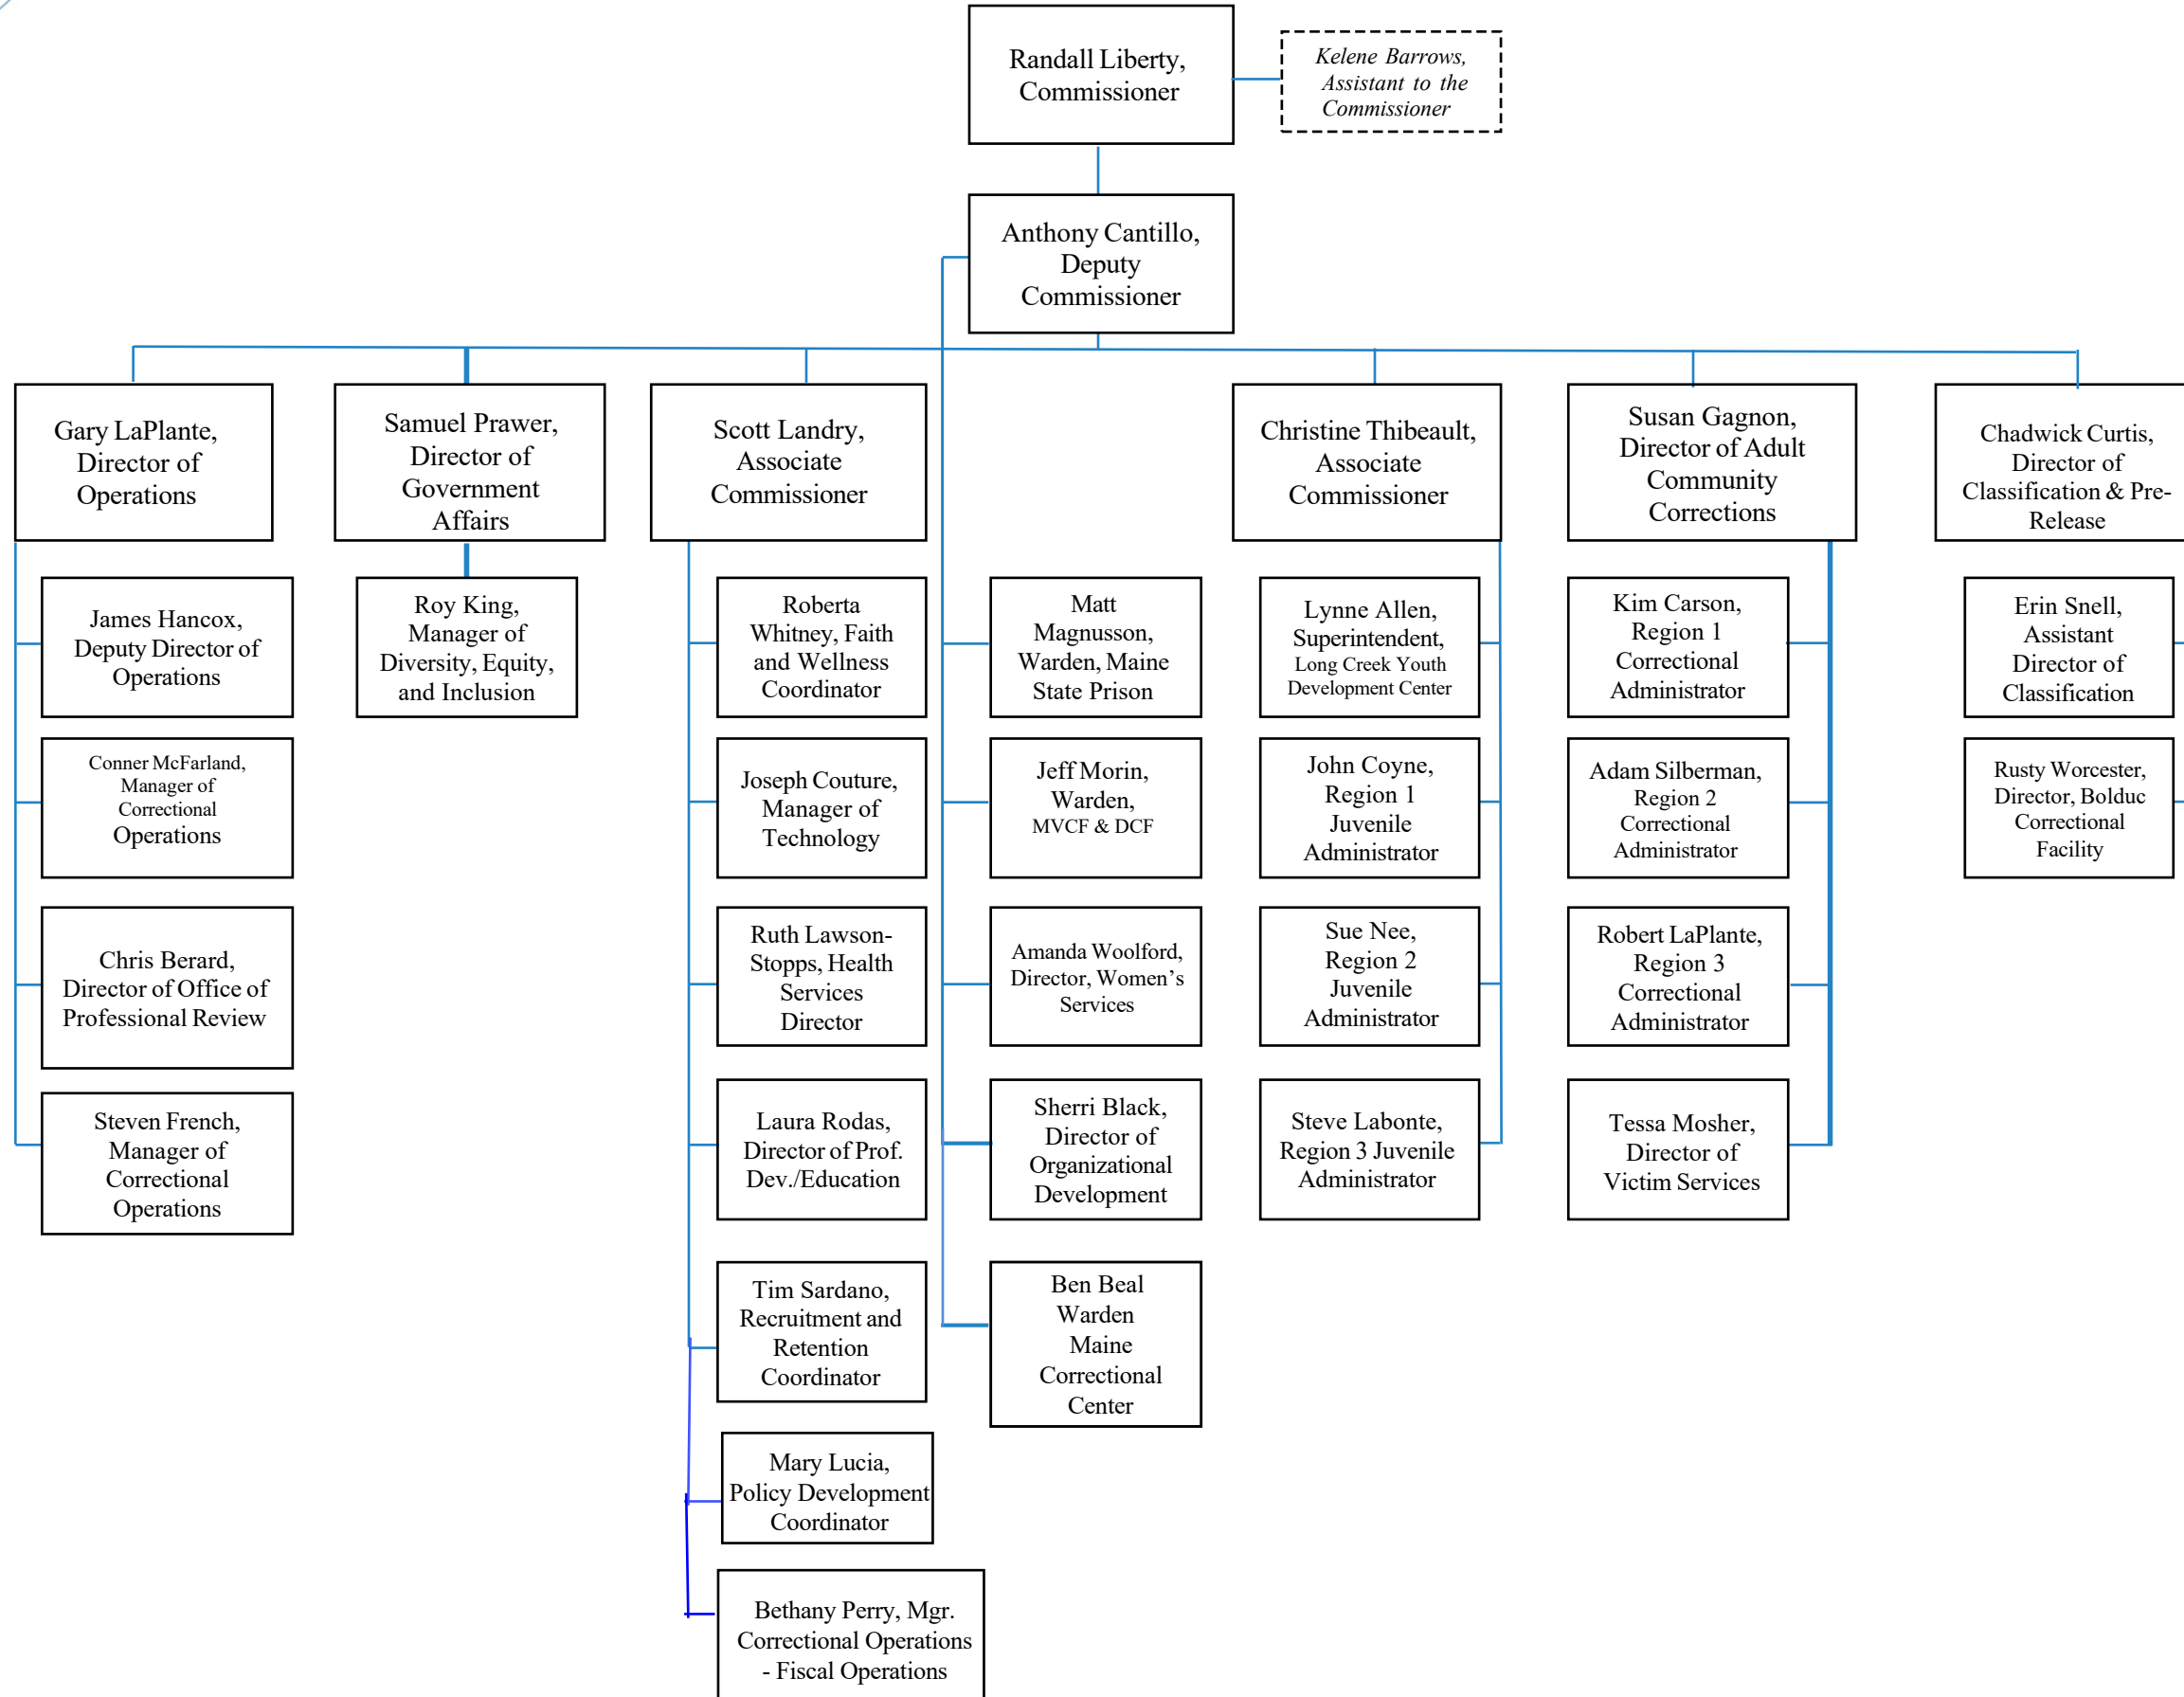 Randall Liberty,
Commissioner
Kelene Barrows,
Assistant to the
Commissioner
Anthony Cantillo,
Deputy
Commissioner
Gary LaPlante,
Director of
Operations
Samuel Prawer,
Director of
Government
Affairs
Scott Landry,
Associate
Commissioner
Christine Thibeault,
Associate
Commissioner
Susan Gagnon,
Director of Adult
Community
Corrections
Chadwick Curtis,
Director of
Classification & Pre-
Release
James Hancox,
Deputy Director of
Operations
Conner McFarland,
Manager of
Correctional
Operations
Chris Berard,
Director of Office of
Professional Review
Steven French,
Manager of
Correctional
Operations
Roy King,
Manager of
Diversity, Equity,
and Inclusion
Roberta
Whitney, Faith
and Wellness
Coordinator
Joseph Couture,
Manager of
Technology
Ruth Lawson-
Stopps, Health
Services
Director
Laura Rodas,
Director of Prof.
Dev./Education
Tim Sardano,
Recruitment and
Retention
Coordinator
Mary Lucia,
Policy Development
Coordinator
Bethany Perry, Mgr.
Correctional Operations
- Fiscal Operations
Matt
Magnusson,
Warden, Maine
State Prison
Jeff Morin,
Warden,
MVCF & DCF
Amanda Woolford,
Director, Women’s
Services
Sherri Black,
Director of
Organizational
Development
Ben Beal
Warden
Maine
Correctional
Center
Lynne Allen,
Superintendent,
Long Creek Youth
Development Center
John Coyne,
Region 1
Juvenile
Administrator
Sue Nee,
Region 2
Juvenile
Administrator
Steve Labonte,
Region 3 Juvenile
Administrator
Kim Carson,
Region 1
Correctional
Administrator
Adam Silberman,
Region 2
Correctional
Administrator
Robert LaPlante,
Region 3
Correctional
Administrator
Tessa Mosher,
Director of
Victim Services
Erin Snell,
Assistant
Director of
Classification
Rusty Worcester,
Director, Bolduc
Correctional
Facility